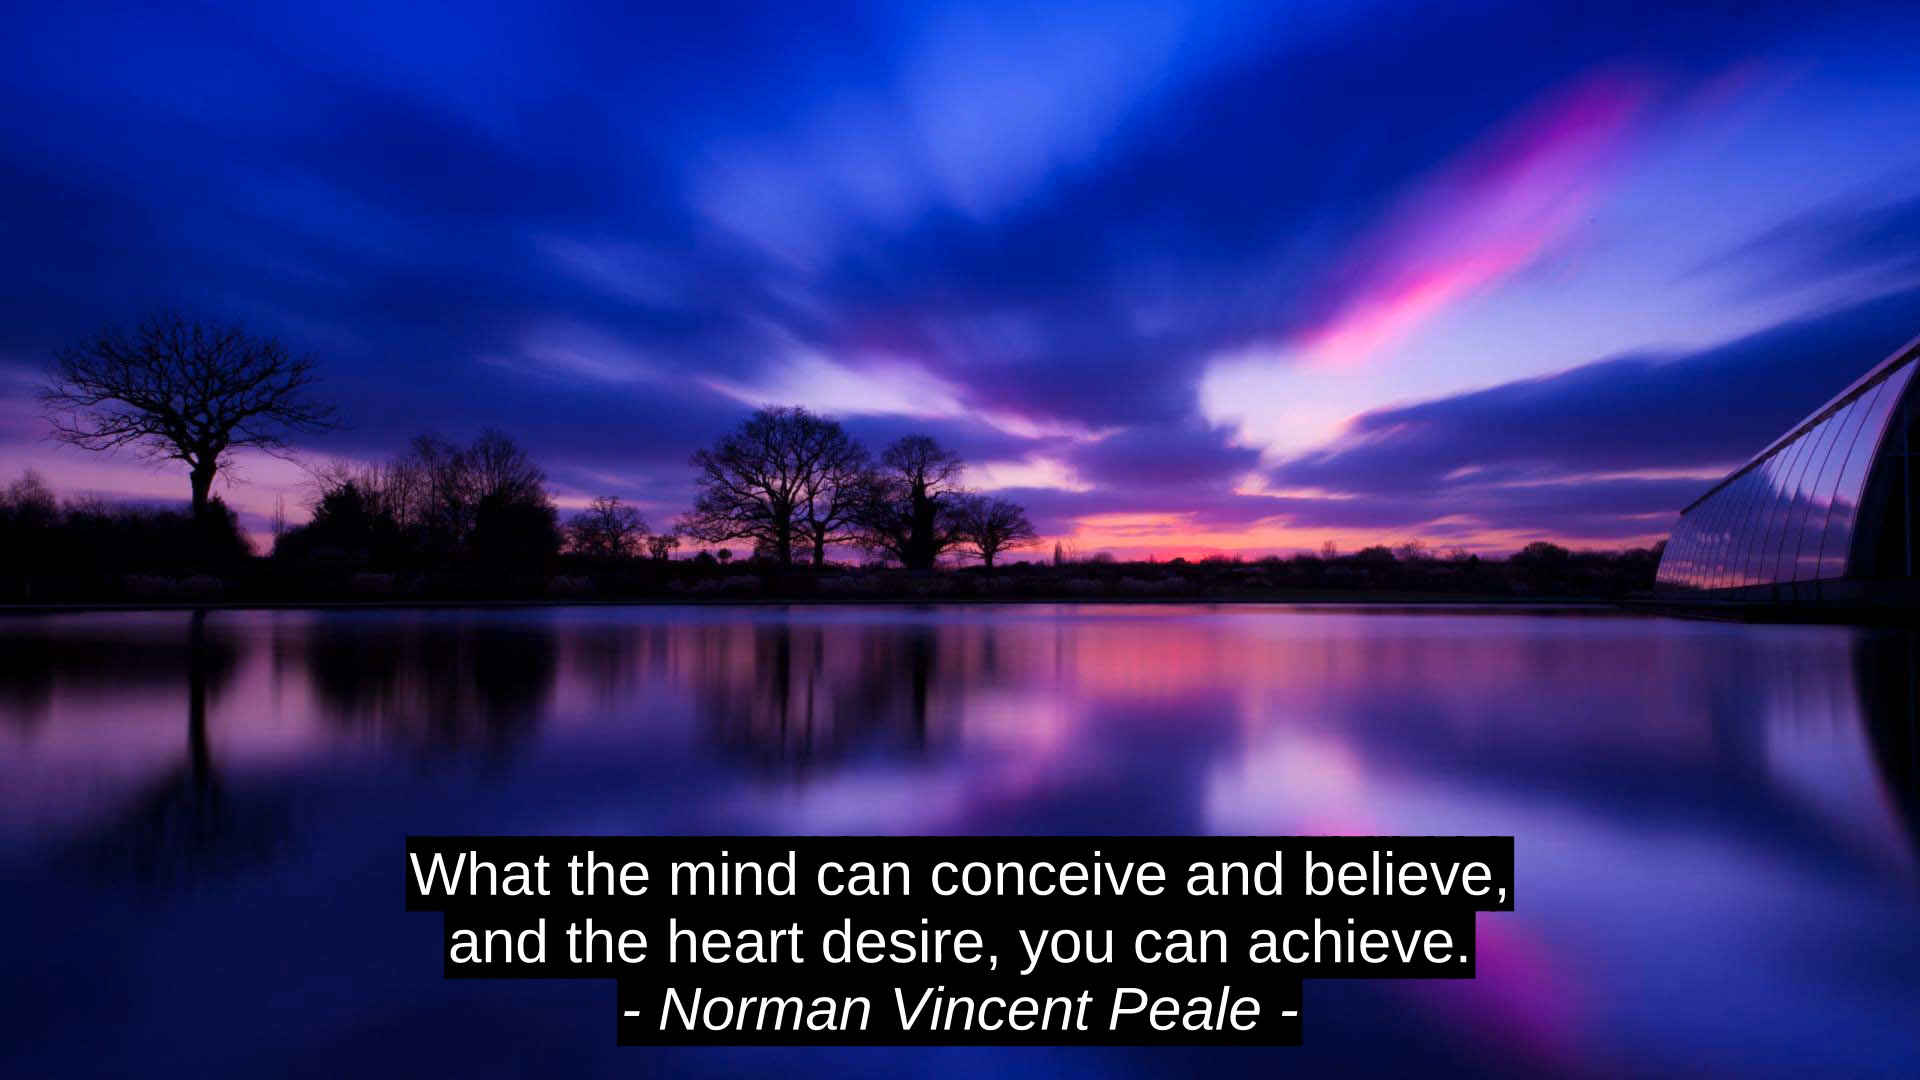 What the mind can conceive and believe,
and the heart desire, you can achieve.
- Norman Vincent Peale -